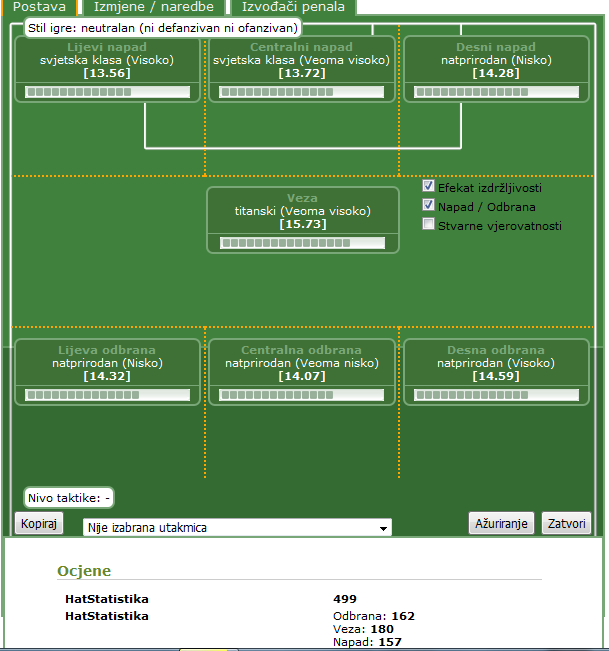 Postava Izmjene / naredbe Izvođači penala
Stil igre: neutralan (ni defanzivan ni ofanzivan)
Lijevi napad
svjetska klasa (Visoko)
[13.56]
Centralni napad
svjetska klasa (Veoma visoko)
[13.72]
Desni napad
natprirodan (Nisko)
[14.28]
Veza
titanski (Veoma visoko)
[15.73]
Efekat izdržljivosti
Napad / Odbrana
Stvarne vjerovatnosti
Lijeva odbrana
natprirodan (Nisko)
[14.32]
Centralna odbrana
natprirodan (Veoma nisko)
[14.07]
Desna odbrana
natprirodan (Visoko)
[14.59]
Nivo taktike: -
Kopiraj Nije izabrana utakmica Ažuriranje Zatvori
Ocjene
HatStatistika 499
HatStatistika Odbrana: 162
Veza: 180
Napad: 157